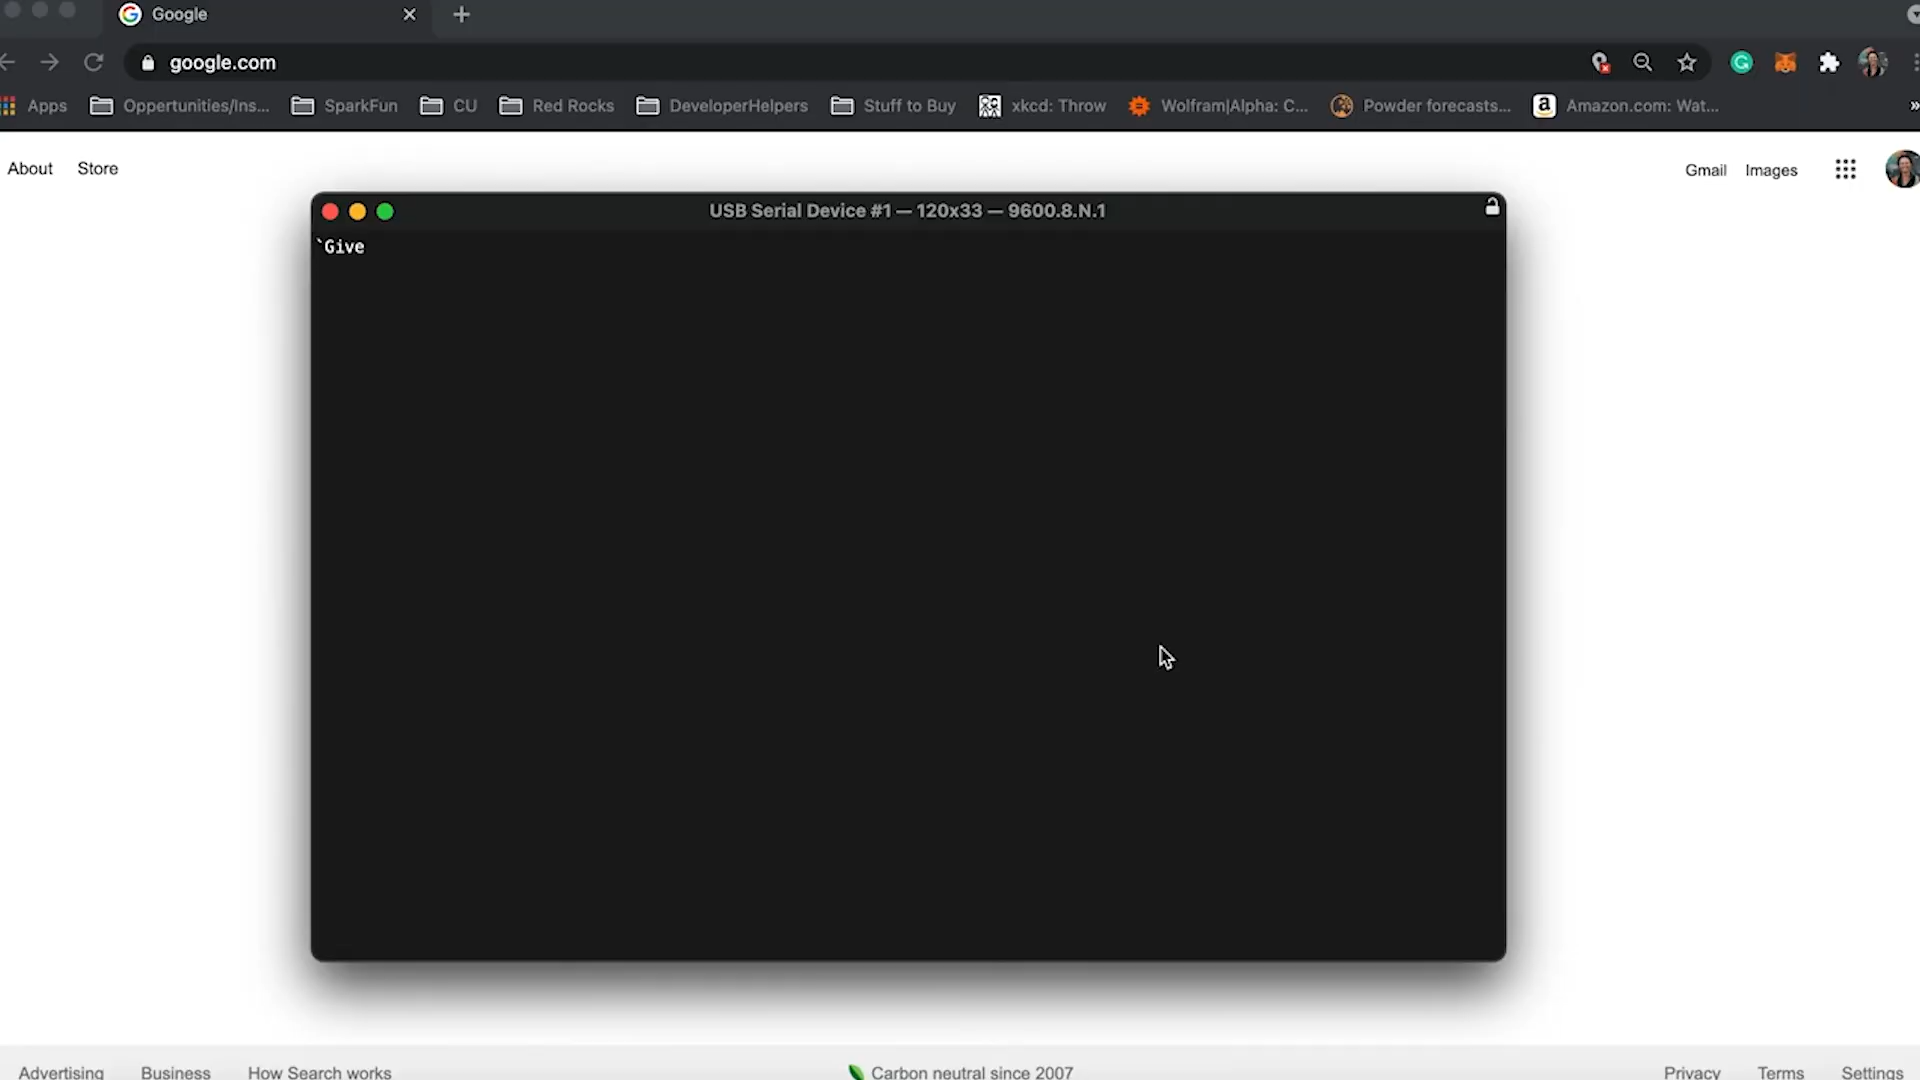 Google
google.com
Apps Oppertunities/Ins... SparkFun CU Red Rocks DeveloperHelpers Stuff to Buy xkcd: Throw Wolfram|Alpha: C... Powder forecasts... Amazon.com: Wat... »
About Store Gmail Images
USB Serial Device #1 — 120x33 — 9600.8.N.1
`Give
Advertising Business How Search works Carbon neutral since 2007 Privacy Terms Settings